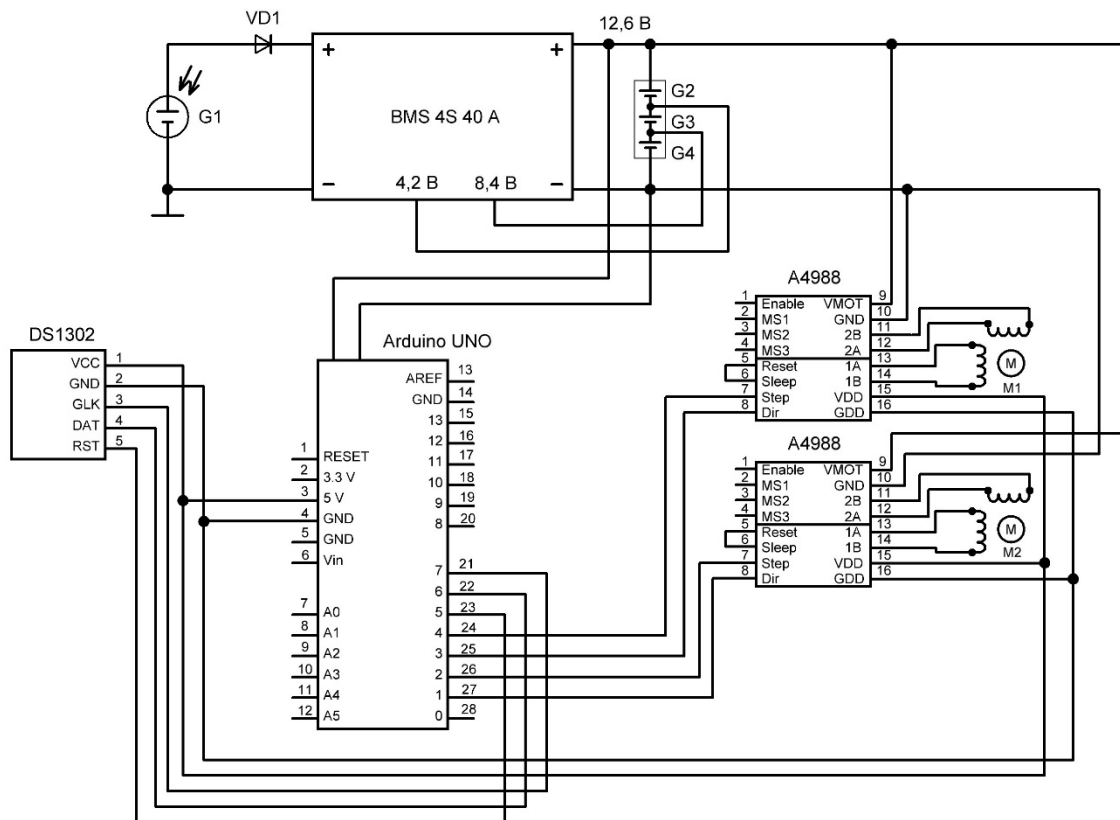 VD1
12,6 В
+
+
G1
BMS 4S 40 A
G2
G3
G4
−
4,2 В
8,4 В
−
A4988
1 Enable VMOT 9
2 MS1 GND 10
3 MS2 2B 11
4 MS3 2A 12
5 Reset 1A 13
6 Sleep 1B 14
7 Step VDD 15
8 Dir GDD 16
M
M1
DS1302
VCC 1
GND 2
GLK 3
DAT 4
RST 5
Arduino UNO
AREF 13
GND 14
13 15
12 16
11 17
10 18
9 19
8 20
1 RESET
2 3.3 V
3 5 V
4 GND
5 GND
6 Vin
7 21
6 22
5 23
4 24
3 25
2 26
1 27
0 28
7 A0
8 A1
9 A2
10 A3
11 A4
12 A5
A4988
1 Enable VMOT 9
2 MS1 GND 10
3 MS2 2B 11
4 MS3 2A 12
5 Reset 1A 13
6 Sleep 1B 14
7 Step VDD 15
8 Dir GDD 16
M
M2